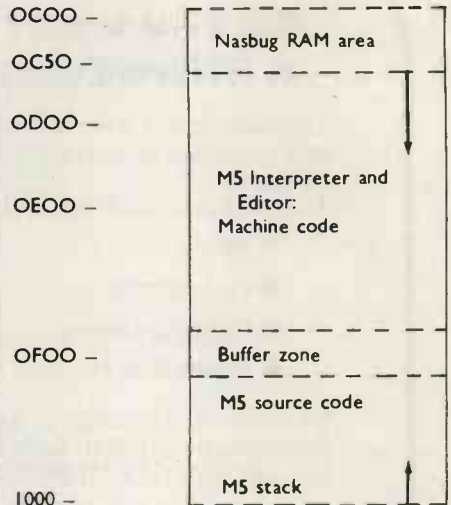 0C00 –
Nasbug RAM area
0C50 –
0D00 –
M5 Interpreter and
Editor:
Machine code
0E00 –
0F00 –
Buffer zone
M5 source code
M5 stack
1000 –